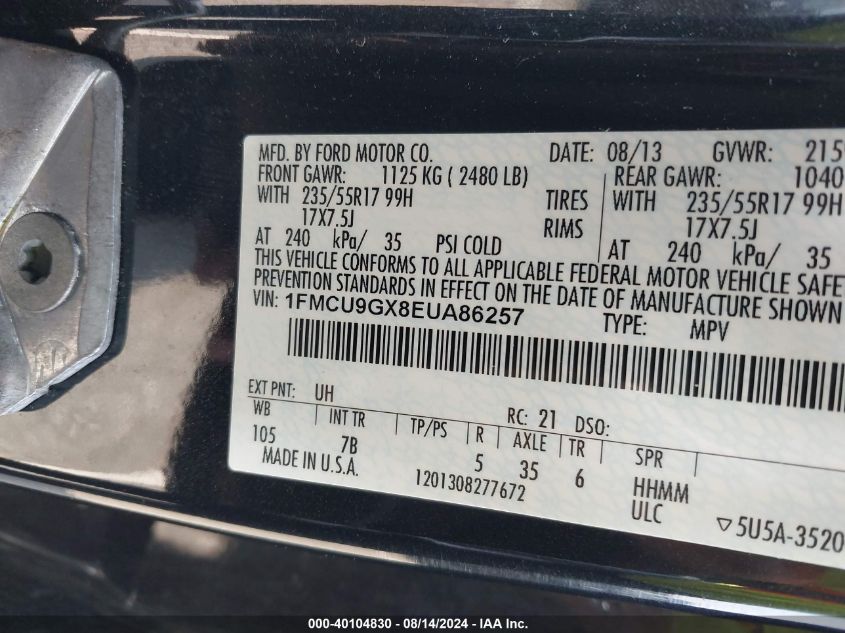 MFD. BY FORD MOTOR CO. DATE: 08/13 GVWR: 215
FRONT GAWR: 1125 KG ( 2480 LB) REAR GAWR: 1040
WITH 235/55R17 99H TIRES WITH 235/55R17 99H
17X7.5J RIMS 17X7.5J
AT 240 kPa/ 35 PSI COLD AT 240 kPa/ 35
THIS VEHICLE CONFORMS TO ALL APPLICABLE FEDERAL MOTOR VEHICLE SAFE
PREVENTION STANDARDS IN EFFECT ON THE DATE OF MANUFACTURE SHOWN
VIN: 1FMCU9GX8EUA86257 TYPE: MPV
EXT PNT: UH RC: 21 DSO:
WB INT TR TP/PS R AXLE TR SPR
105 7B 5 35 6 HHMM
MADE IN U.S.A. 1201308277672 ULC ▽5U5A-3520
000-40104830 - 08/14/2024 - IAA Inc.